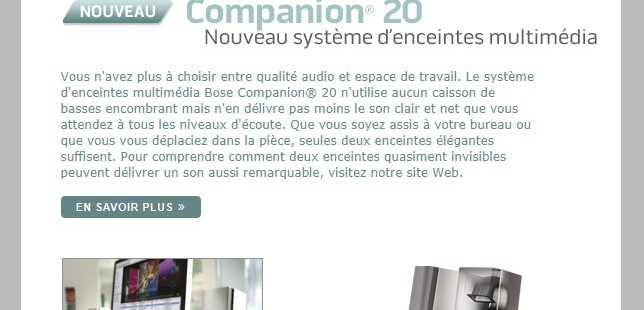 NOUVEAU
Companion® 20
Nouveau système d'enceintes multimédia
Vous n'avez plus à choisir entre qualité audio et espace de travail. Le système
d'enceintes multimédia Bose Companion® 20 n'utilise aucun caisson de
basses encombrant mais n'en délivre pas moins le son clair et net que vous
attendez à tous les niveaux d'écoute. Que vous soyez assis à votre bureau ou
que vous vous déplaciez dans la pièce, seules deux enceintes élégantes
suffisent. Pour comprendre comment deux enceintes quasiment invisibles
peuvent délivrer un son aussi remarquable, visitez notre site Web.
EN SAVOIR PLUS »